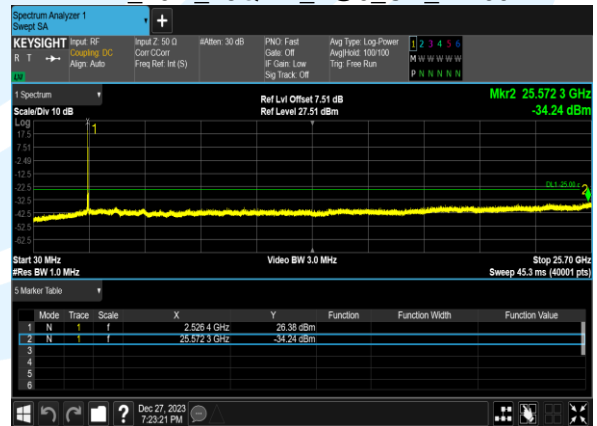 Spectrum Analyzer 1
Swept SA
+
KEYSIGHT Input: RF Input Z: 50 Ω #Atten: 30 dB PNO: Fast Avg Type: Log-Power 1 2 3 4 5 6
R T Coupling: DC Corr CCorr Gate: Off Avg|Hold: 100/100 M W W W W W
Align: Auto Freq Ref: Int (S) IF Gain: Low Trig: Free Run
Sig Track: Off P N N N N N
1 Spectrum Ref Lvl Offset 7.51 dB Mkr2 25.572 3 GHz
Scale/Div 10 dB Ref Level 27.51 dBm -34.24 dBm
Log
1
17.5
7.51
-2.49
-12.5
-22.5
2
-32.5
-42.5
-52.5
-62.5
Start 30 MHz Video BW 3.0 MHz Stop 25.70 GHz
#Res BW 1.0 MHz Sweep 45.3 ms (40001 pts)
5 Marker Table
Mode Trace Scale X Y Function Function Width Function Value
1 N 1 f 2.526 4 GHz 26.38 dBm
2 N 1 f 25.572 3 GHz -34.24 dBm
3
4
5
6
? Dec 27, 2023
7:23:21 PM